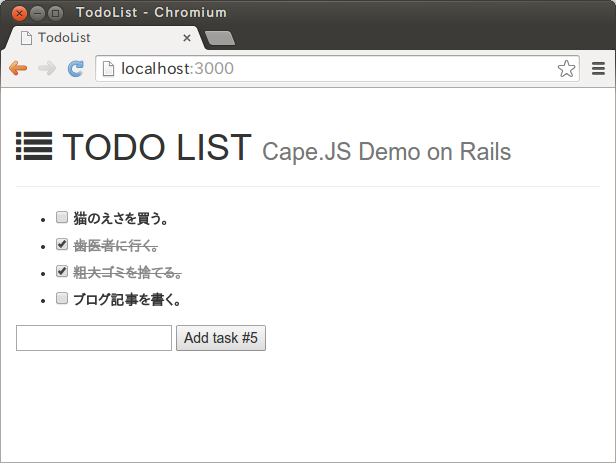 TodoList - Chromium
TodoList
localhost:3000
TODO LIST Cape.JS Demo on Rails
猫のえさを買う。
歯医者に行く。
粗大ゴミを捨てる。
ブログ記事を書く。
Add task #5